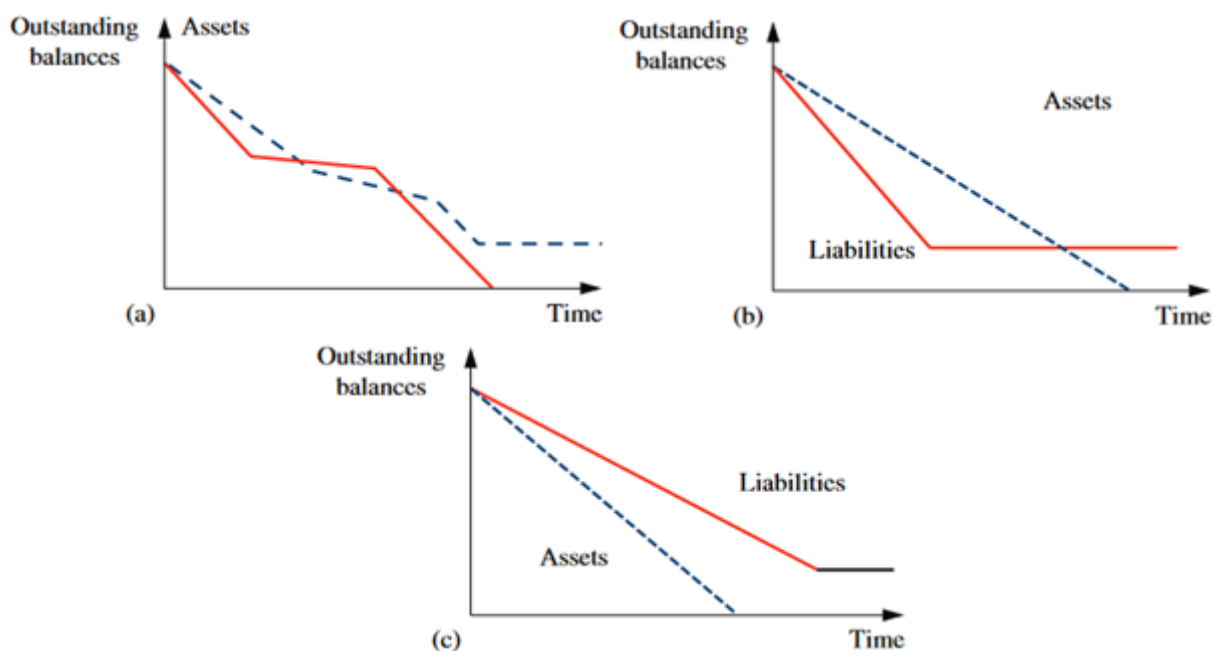 Outstanding
balances
Assets
Time
(a)
Outstanding
balances
Assets
Liabilities
Time
(b)
Outstanding
balances
Liabilities
Assets
Time
(c)